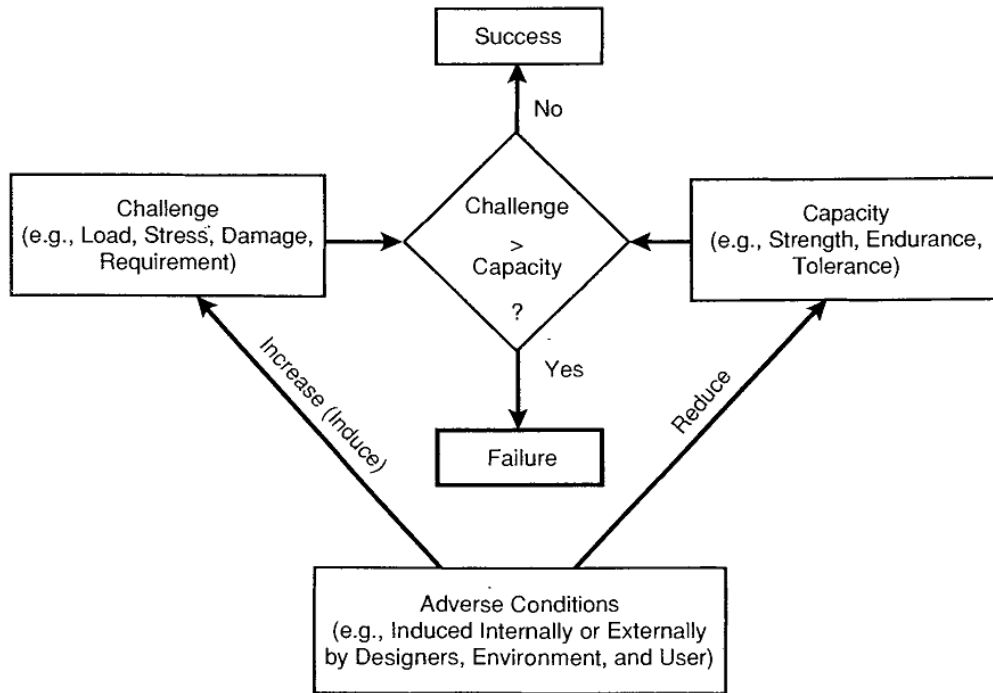 Success
No
Challenge
(e.g., Load, Stress, Damage,
Requirement)
Challenge
>
Capacity
?
Capacity
(e.g., Strength, Endurance,
Tolerance)
Yes
Failure
Increase (Induce)
Reduce
Adverse Conditions
(e.g., Induced Internally or Externally
by Designers, Environment, and User)